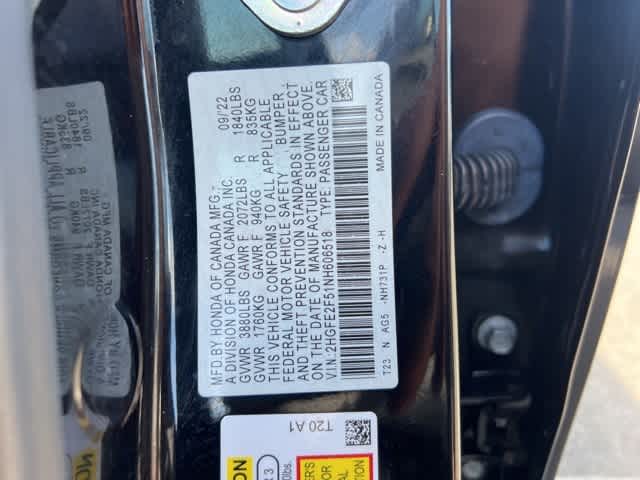 MFD.BY HONDA OF CANADA MFG.- 09/22
A DIVISION OF HONDA CANADA INC.
GVWR 3880LBS GAWR F 2072LBS R 1840LBS
GVWR 1760KG GAWR F 940KG R 835KG
THIS VEHICLE CONFORMS TO ALL APPLICABLE
FEDERAL MOTOR VEHICLE SAFETY BUMPER,
AND THEFT PREVENTION STANDARDS IN EFFECT
ON THE DATE OF MANUFACTURE SHOWN ABOVE.
V.I.N:2HGFE2F51NH606518 TYPE: PASSENGER CAR
T23 N AG5 -NH731P -Z -H MADE IN CANADA
T20 A1